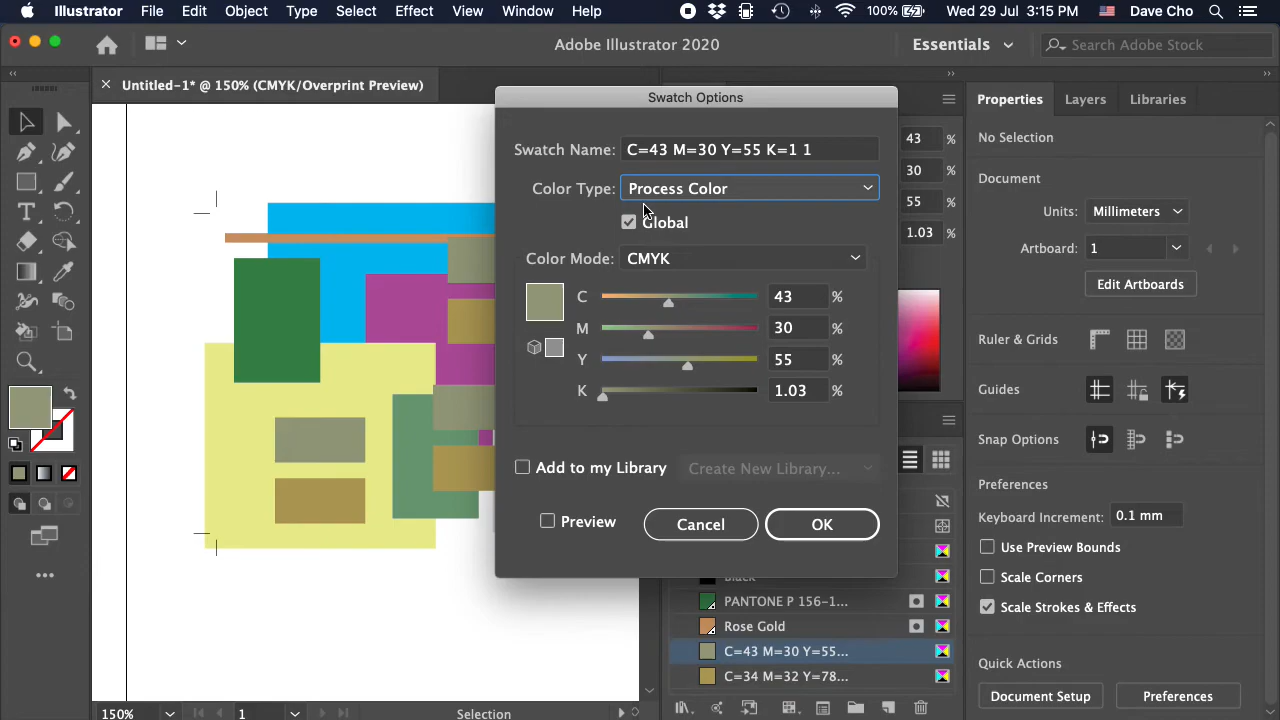 Illustrator File Edit Object Type Select Effect View Window Help 100% Wed 29 Jul 3:15 PM Dave Cho
Adobe Illustrator 2020 Essentials Search Adobe Stock
Untitled-1* @ 150% (CMYK/Overprint Preview)
Swatch Options
Swatch Name: C=43 M=30 Y=55 K=1 1
Color Type: Process Color
Global
Color Mode: CMYK
C 43 %
M 30 %
Y 55 %
K 1.03 %
Add to my Library Create New Library...
Preview Cancel OK
43 %
30 %
55 %
1.03 %
Black
PANTONE P 156-1...
Rose Gold
C=43 M=30 Y=55...
C=34 M=32 Y=78...
Properties Layers Libraries
No Selection
Document
Units: Millimeters
Artboard: 1
Edit Artboards
Ruler & Grids
Guides
Snap Options
Preferences
Keyboard Increment: 0.1 mm
Use Preview Bounds
Scale Corners
Scale Strokes & Effects
Quick Actions
Document Setup Preferences
150% 1 Selection